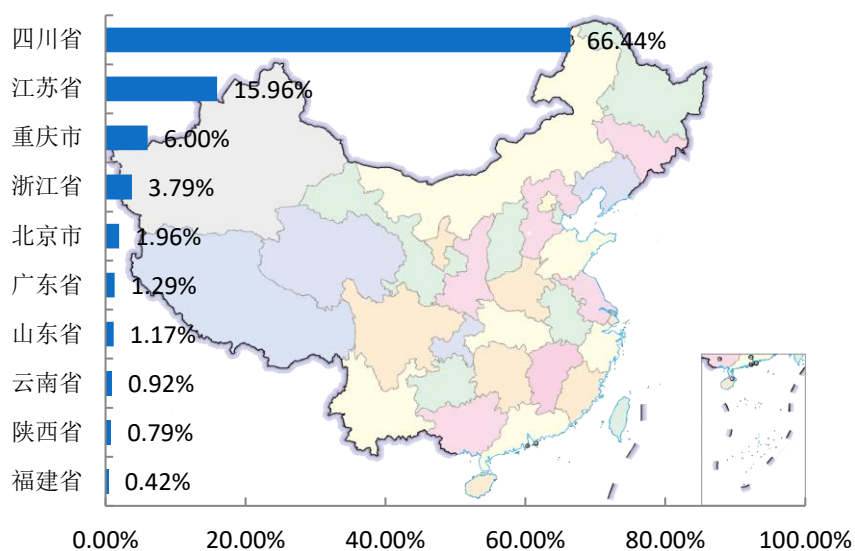 四川省 66.44%
江苏省 15.96%
重庆市 6.00%
浙江省 3.79%
北京市 1.96%
广东省 1.29%
山东省 1.17%
云南省 0.92%
陕西省 0.79%
福建省 0.42%
0.00% 20.00% 40.00% 60.00% 80.00% 100.00%